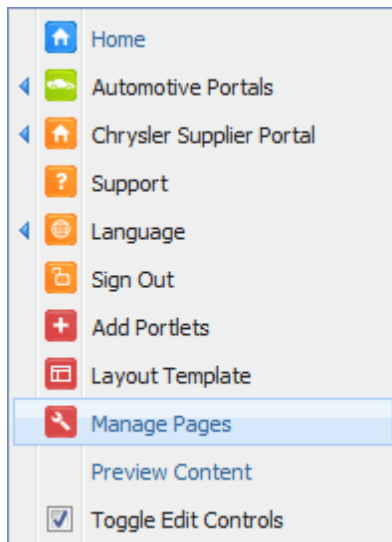 Home
Automotive Portals
Chrysler Supplier Portal
Support
Language
Sign Out
Add Portlets
Layout Template
Manage Pages
Preview Content
Toggle Edit Controls